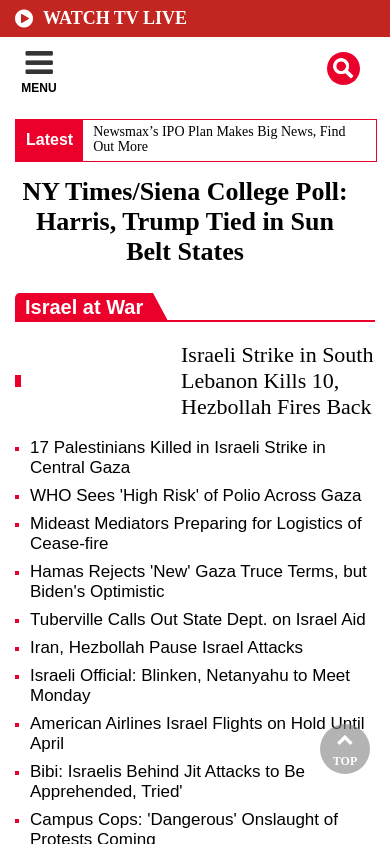 WATCH TV LIVE
MENU
Latest
Newsmax’s IPO Plan Makes Big News, Find
Out More
NY Times/Siena College Poll:
Harris, Trump Tied in Sun
Belt States
Israel at War
Israeli Strike in South
Lebanon Kills 10,
Hezbollah Fires Back
17 Palestinians Killed in Israeli Strike in
Central Gaza
WHO Sees 'High Risk' of Polio Across Gaza
Mideast Mediators Preparing for Logistics of
Cease-fire
Hamas Rejects 'New' Gaza Truce Terms, but
Biden's Optimistic
Tuberville Calls Out State Dept. on Israel Aid
Iran, Hezbollah Pause Israel Attacks
Israeli Official: Blinken, Netanyahu to Meet
Monday
American Airlines Israel Flights on Hold Until
April
TOP
Bibi: Israelis Behind Jit Attacks to Be
Apprehended, Tried'
Campus Cops: 'Dangerous' Onslaught of
Protests Coming